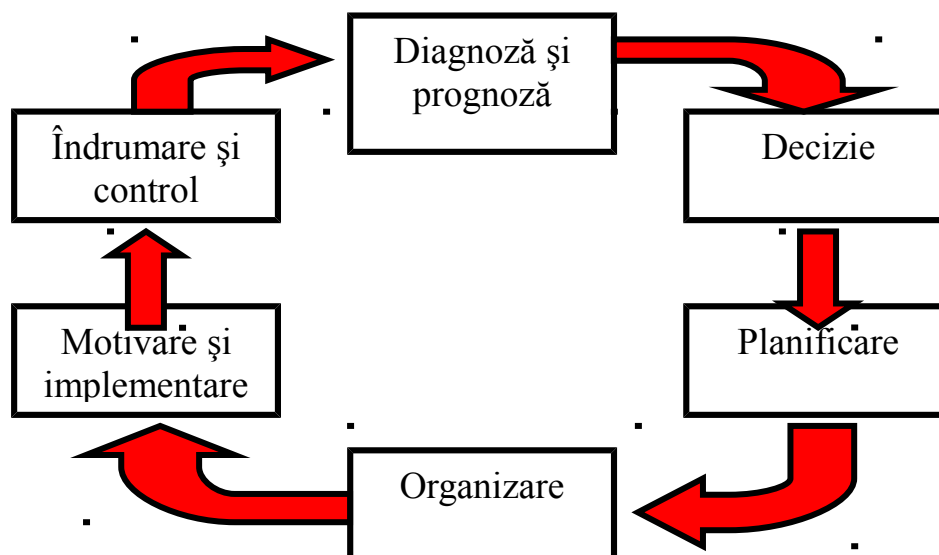 Diagnoză şi
prognoză
Decizie
Planificare
Organizare
Motivare şi
implementare
Îndrumare şi
control